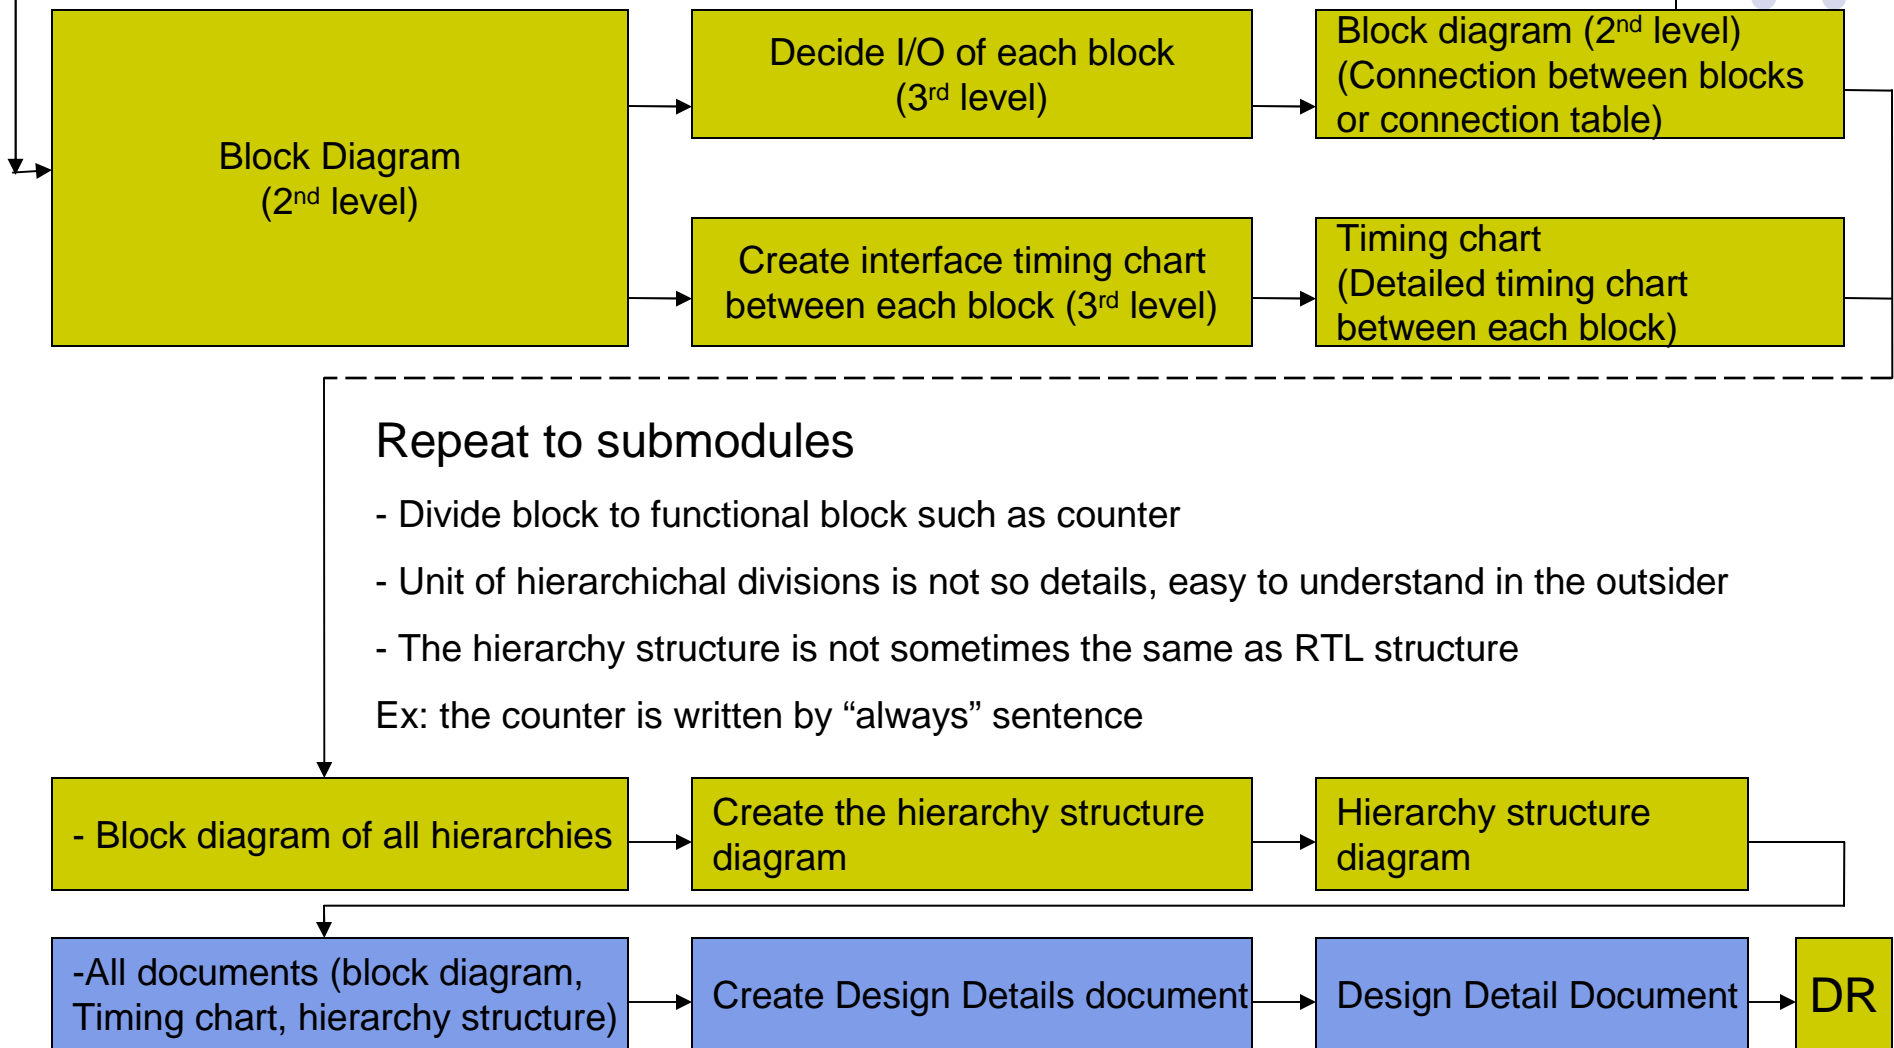 Block Diagram
(2nd level)
Decide I/O of each block
(3rd level)
Block diagram (2nd level)
(Connection between blocks
or connection table)
Create interface timing chart
between each block (3rd level)
Timing chart
(Detailed timing chart
between each block)
Repeat to submodules
- Divide block to functional block such as counter
- Unit of hierarchichal divisions is not so details, easy to understand in the outsider
- The hierarchy structure is not sometimes the same as RTL structure
Ex: the counter is written by “always” sentence
- Block diagram of all hierarchies
Create the hierarchy structure
diagram
Hierarchy structure
diagram
-All documents (block diagram,
Timing chart, hierarchy structure)
Create Design Details document
Design Detail Document
DR